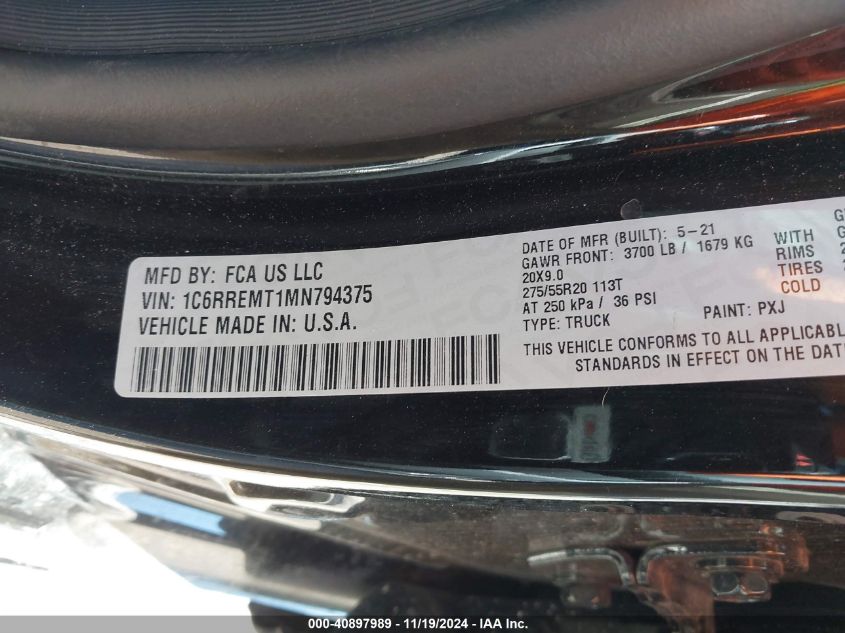 MFD BY: FCA US LLC
VIN: 1C6RREMT1MN794375
VEHICLE MADE IN: U.S.A.
DATE OF MFR (BUILT): 5-21
GAWR FRONT: 3700 LB / 1679 KG
20X9.0
275/55R20 113T
AT 250 kPa / 36 PSI
TYPE: TRUCK
WITH
RIMS
TIRES
COLD
PAINT: PXJ
THIS VEHICLE CONFORMS TO ALL APPLICABLE
STANDARDS IN EFFECT ON THE DATE
000-40897989 - 11/19/2024 - IAA Inc.